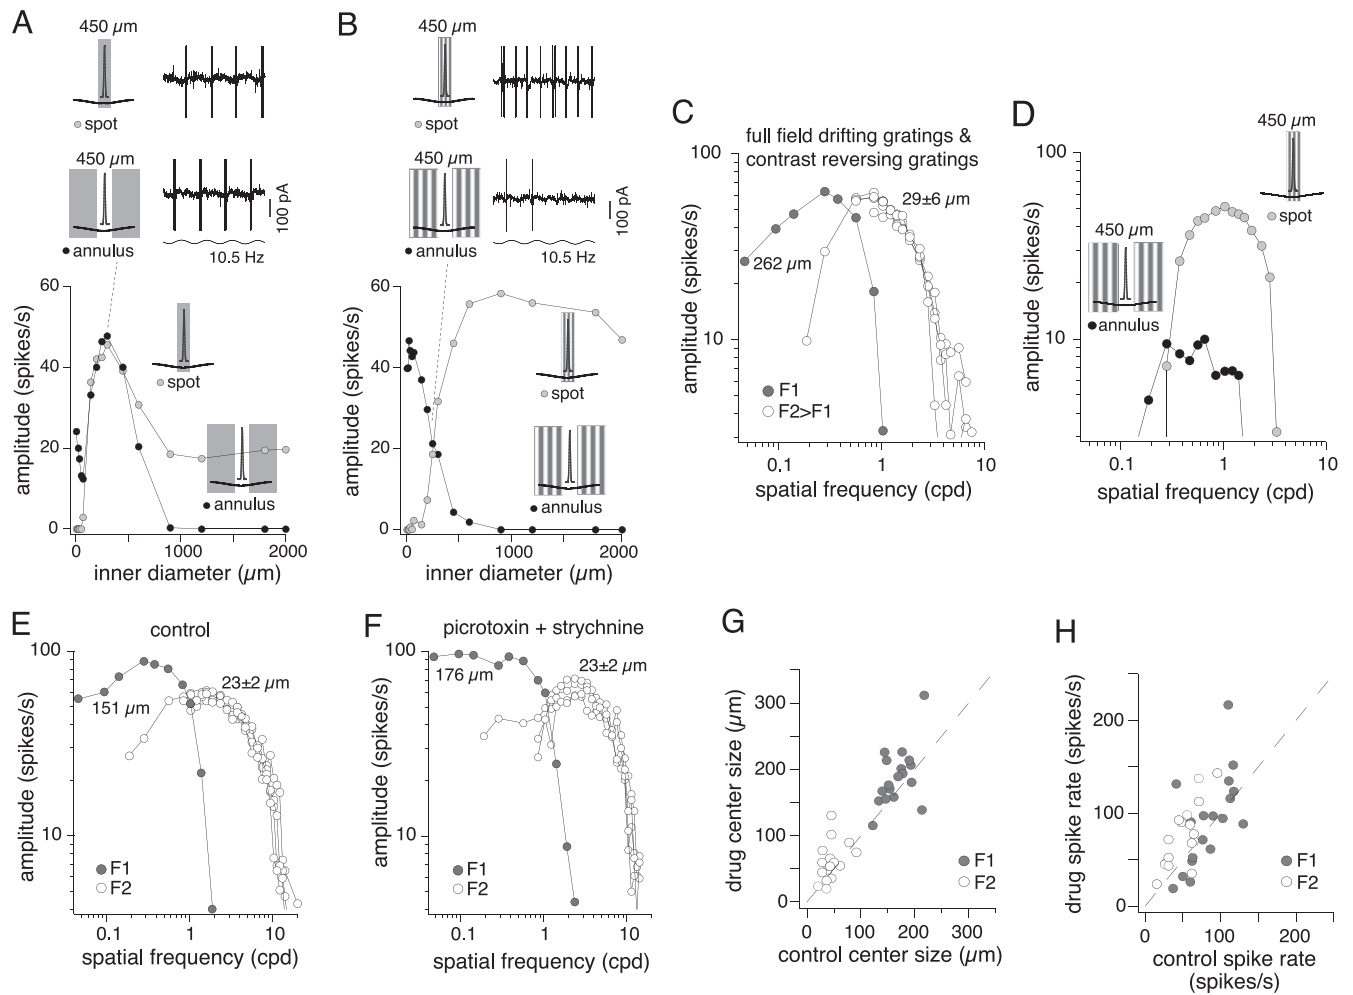 A
450 µm
spot
450 µm
annulus
100 pA
10.5 Hz
60
40
20
0
amplitude (spikes/s)
spot
annulus
0
1000
2000
inner diameter (µm)
B
450 µm
spot
450 µm
annulus
100 pA
10.5 Hz
60
40
20
0
amplitude (spikes/s)
spot
annulus
0
1000
2000
inner diameter (µm)
C
full field drifting gratings &
contrast reversing gratings
100
10
amplitude (spikes/s)
29±6 µm
262 µm
F1
F2>F1
0.1
1
10
spatial frequency (cpd)
D
450 µm
spot
450 µm
annulus
100
10
amplitude (spikes/s)
0.1
1
10
spatial frequency (cpd)
E
control
100
10
amplitude (spikes/s)
151 µm
23±2 µm
F1
F2
0.1
1
10
spatial frequency (cpd)
F
picrotoxin + strychnine
100
10
amplitude (spikes/s)
176 µm
23±2 µm
F1
F2
0.1
1
10
spatial frequency (cpd)
G
300
200
100
0
drug center size (µm)
F1
F2
0
100
200
300
control center size (µm)
H
200
100
0
drug spike rate (spikes/s)
F1
F2
0
100
200
control spike rate
(spikes/s)